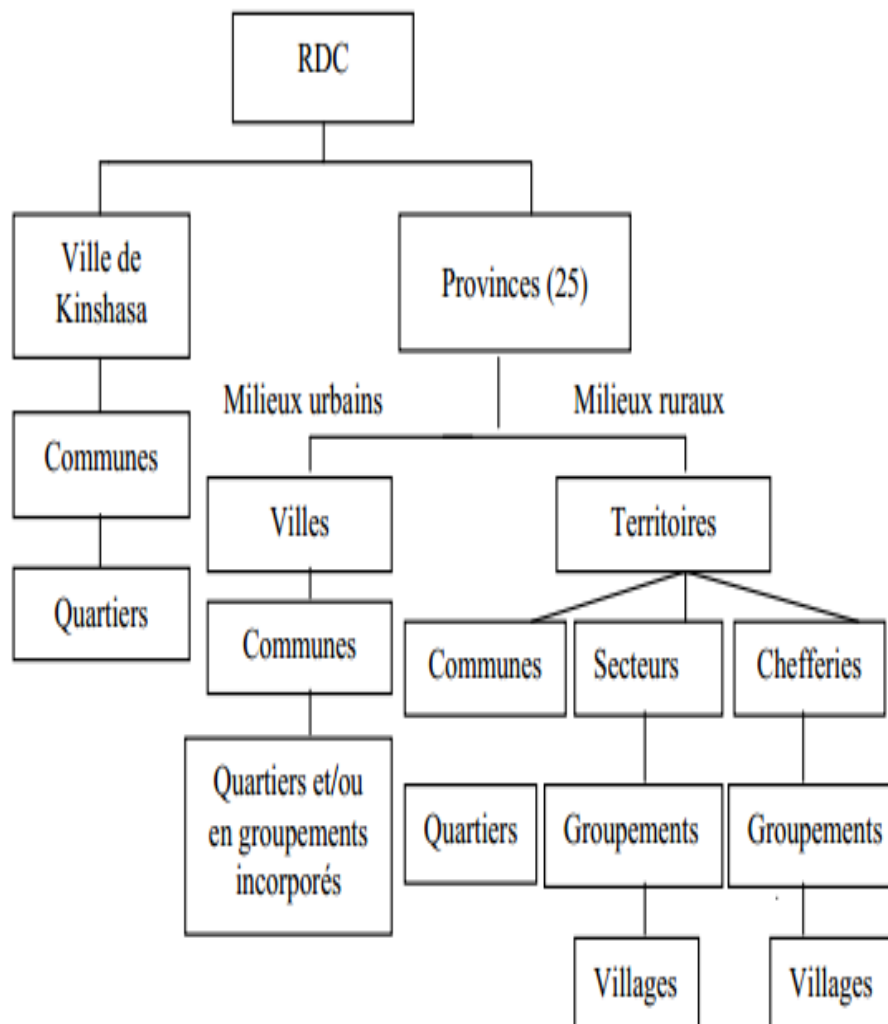 RDC
Ville de
Kinshasa
Provinces (25)
Milieux urbains
Milieux ruraux
Communes
Villes
Territoires
Quartiers
Communes
Communes
Secteurs
Chefferies
Quartiers et/ou
en groupements
incorporés
Quartiers
Groupements
Groupements
Villages
Villages